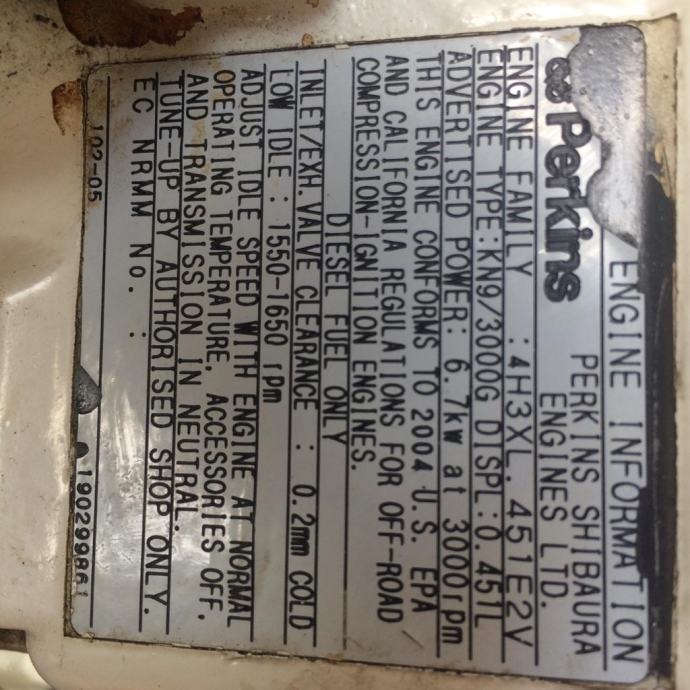 ENGINE INFORMATION
Perkins
PERKINS SHIBAURA
ENGINES LTD.
ENGINE FAMILY : 4H3XL.451E2V
ENGINE TYPE:KN9/3000G DISPL:0.451L
ADVERTISED POWER: 6.7kw at 3000rpm
THIS ENGINE CONFORMS TO 2004 U.S. EPA
AND CALIFORNIA REGULATIONS FOR OFF-ROAD
COMPRESSION-IGNITION ENGINES.
DIESEL FUEL ONLY
INLET/EXH. VALVE CLEARANCE : 0.2mm COLD
LOW IDLE : 1550-1650 rpm
ADJUST IDLE SPEED WITH ENGINE AT NORMAL
OPERATING TEMPERATURE, ACCESSORIES OFF,
AND TRANSMISSION IN NEUTRAL.
TUNE-UP BY AUTHORISED SHOP ONLY.
EC NRMM No. :
102-05 190299861